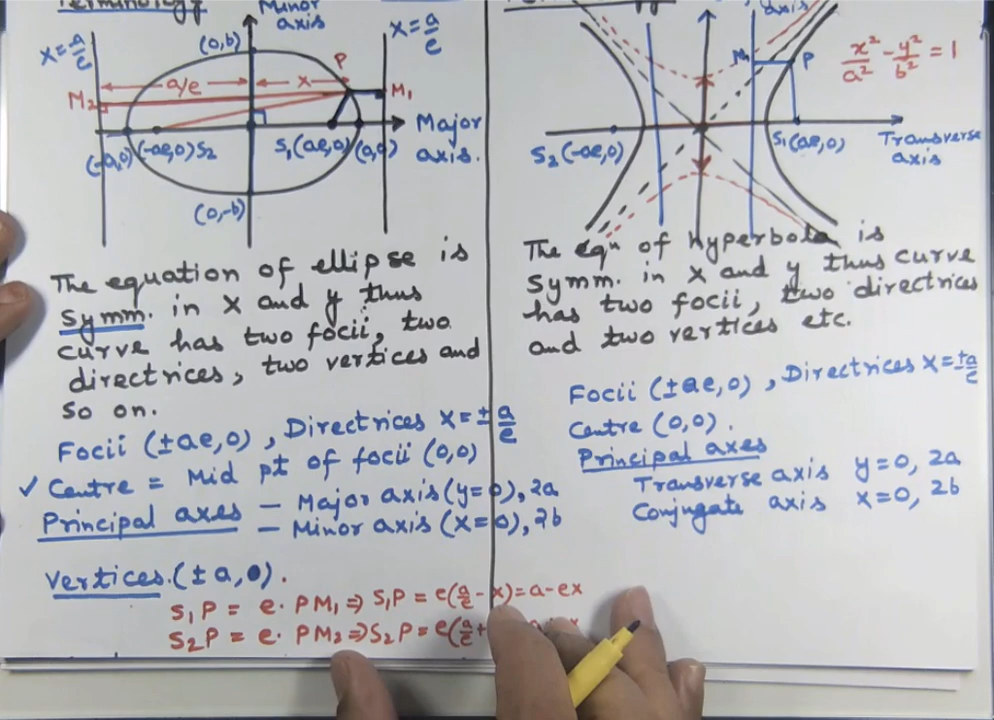 Terminology
Minor
axis
x=a/e
x=a/e
(0,b)
P
a/e
x
M2
M1
Major
axis.
(-a,0)
(-ae,0) S2
S1(ae,0)
(a,0)
(0,-b)
The equation of ellipse is
symm. in x and y thus
curve has two focii, two
directrices, two vertices and
so on.
Focii (±ae,0), Directrices x=± a/e
✓ Centre = Mid pt of focii (0,0)
Principal axes – Major axis (y=0), 2a
– Minor axis (x=0), 2b
Vertices. (±a,0).
S1P = e. PM1 ⇒ S1P = e(a/e - x) = a-ex
S2P = e. PM2 ⇒ S2P = e(a/e +
axis
M1
P
x²/a² - y²/b² = 1
S2(-ae,0)
S1(ae,0)
Transverse
axis
The eqn of hyperbola is
symm. in x and y thus curve
has two focii, two directrices
and two vertices etc.
Focii (±ae,0), Directrices x=±a/e
Centre (0,0).
Principal axes
Transverse axis y=0, 2a
Conjugate axis x=0, 2b